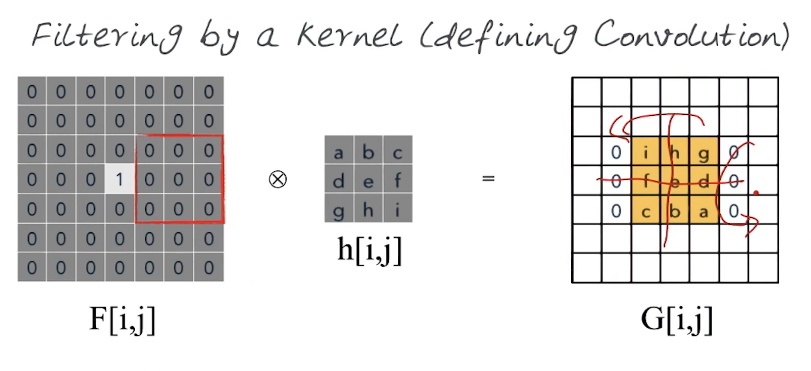 Filtering by a Kernel (defining Convolution)
0 0 0 0 0 0 0
0 0 0 0 0 0 0
0 0 0 0 0 0 0
0 0 0 1 0 0 0
0 0 0 0 0 0 0
0 0 0 0 0 0 0
0 0 0 0 0 0 0
F[i,j]
⊗
a b c
d e f
g h i
h[i,j]
=
0 i h g 0
0 f e d 0
0 c b a 0
G[i,j]